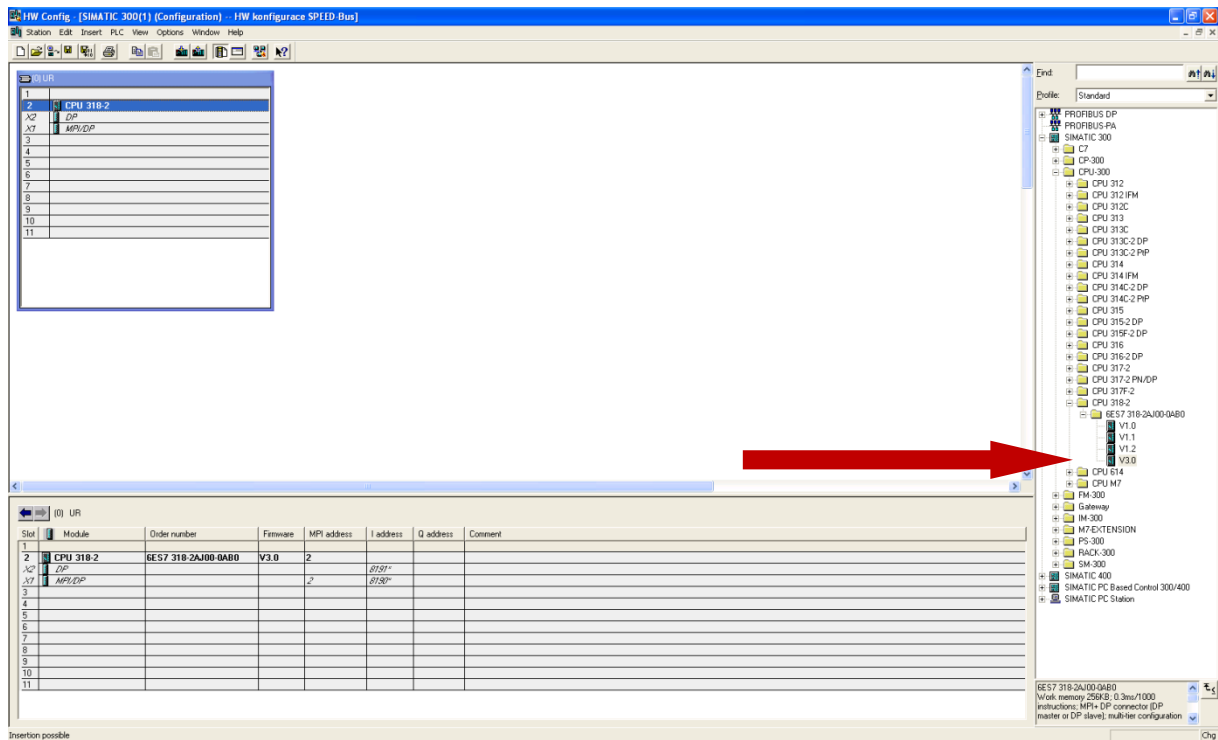 HW Config - [SIMATIC 300(1) (Configuration) -- HW konfigurace SPEED-Bus]
Station Edit Insert PLC View Options Window Help
(0) UR
1
2 CPU 318-2
X2 DP
X1 MPI/DP
3
4
5
6
7
8
9
10
11
Find:
Profile: Standard
PROFIBUS DP
PROFIBUS-PA
SIMATIC 300
C7
CP-300
CPU-300
CPU 312
CPU 312 IFM
CPU 312C
CPU 313
CPU 313C
CPU 313C-2 DP
CPU 313C-2 PtP
CPU 314
CPU 314 IFM
CPU 314C-2 DP
CPU 314C-2 PtP
CPU 315
CPU 315-2 DP
CPU 315F-2 DP
CPU 316
CPU 316-2 DP
CPU 317-2
CPU 317-2 PN/DP
CPU 317F-2
CPU 318-2
6ES7 318-2AJ00-0AB0
V1.0
V1.1
V1.2
V3.0
CPU 614
CPU M7
FM-300
Gateway
IM-300
M7-EXTENSION
PS-300
RACK-300
SM-300
SIMATIC 400
SIMATIC PC Based Control 300/400
SIMATIC PC Station
(0) UR
Slot Module Order number Firmware MPI address I address Q address Comment
1
2 CPU 318-2 6ES7 318-2AJ00-0AB0 V3.0 2
X2 DP 8191*
X1 MPI/DP 2 8190*
3
4
5
6
7
8
9
10
11
6ES7 318-2AJ00-0AB0
Work memory 256KB; 0.3ms/1000
instructions; MPI+ DP connector (DP
master or DP slave); multi-tier configuration
Insertion possible Chg